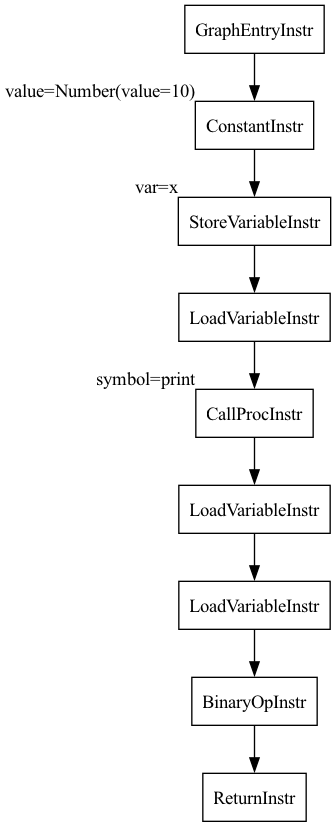 GraphEntryInstr
value=Number(value=10)
ConstantInstr
var=x
StoreVariableInstr
LoadVariableInstr
symbol=print
CallProcInstr
LoadVariableInstr
LoadVariableInstr
BinaryOpInstr
ReturnInstr